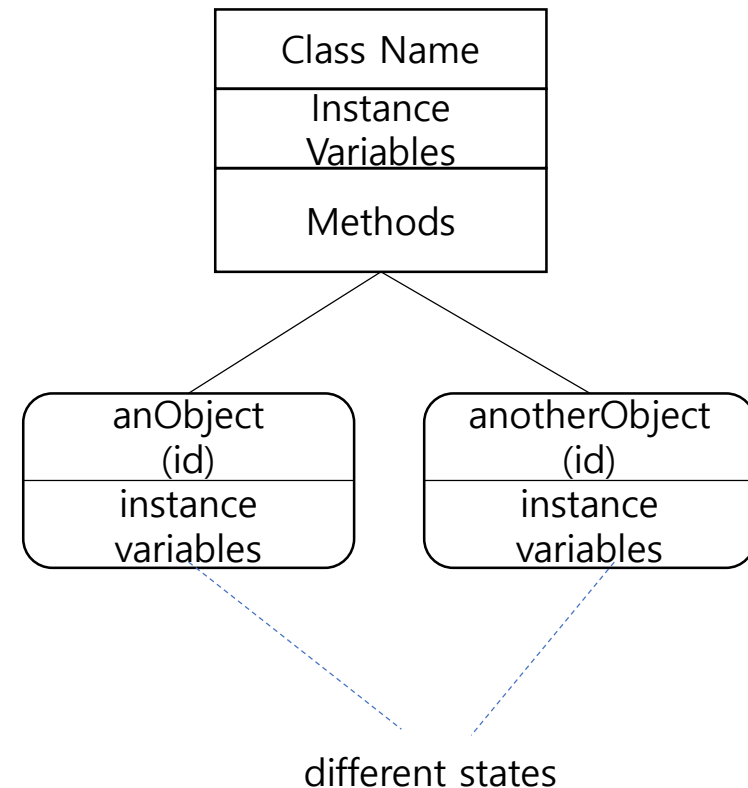 Class Name
Instance
Variables
Methods
anObject
(id)
instance
variables
anotherObject
(id)
instance
variables
different states